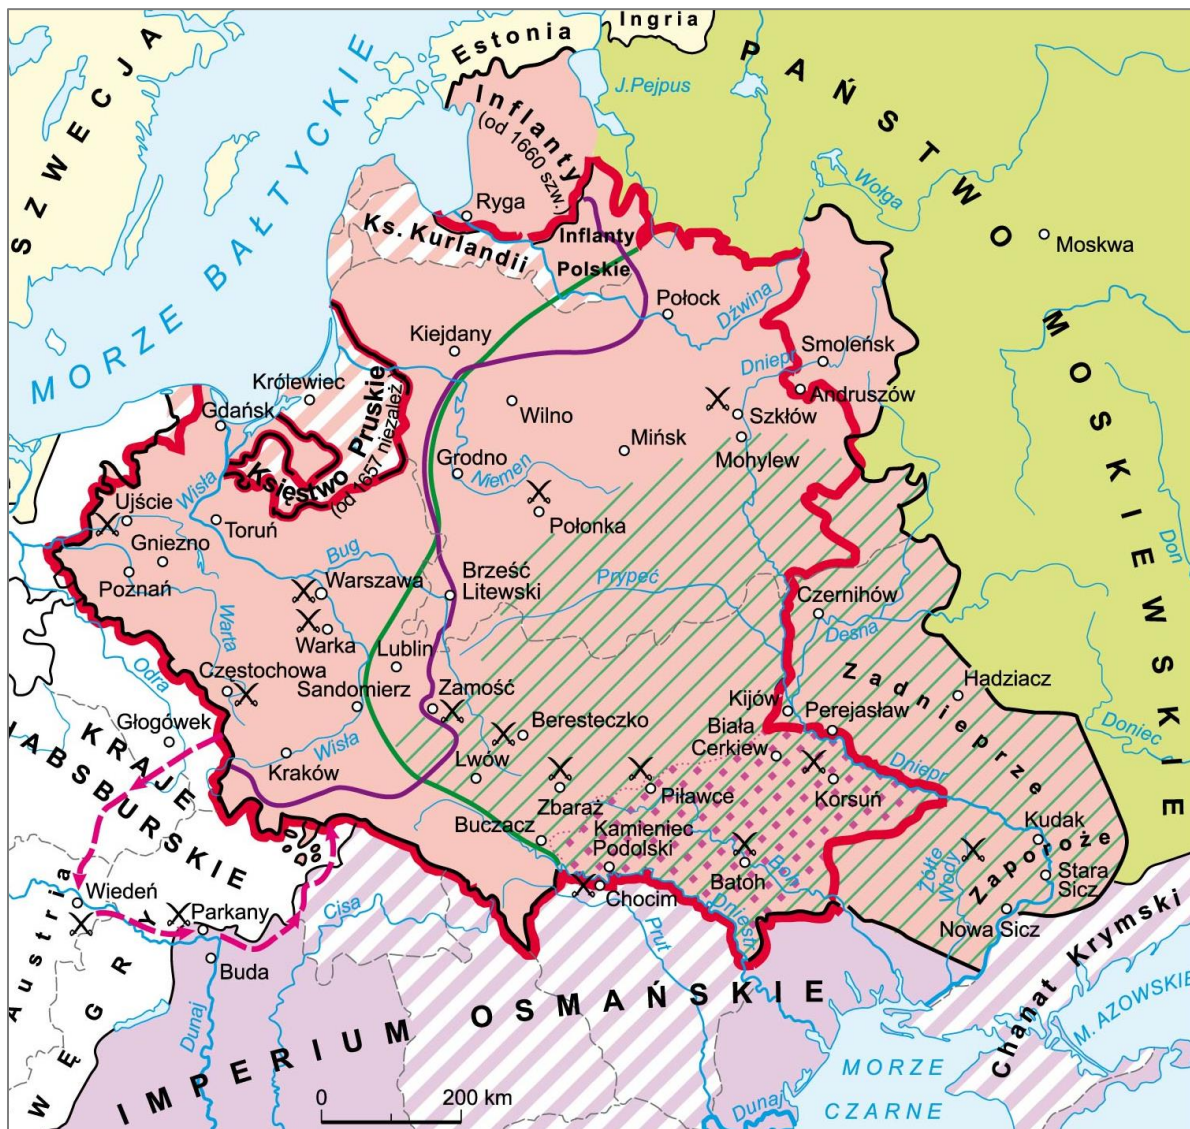 SZWECJA
MORZE BAŁTYCKIE
Estonia
Ingria
PAŃSTWO MOSKIEWSKIE
J.Pejpus
Inflanty
(od 1660 szw.)
Wołga
Moskwa
Ryga
Ks. Kurlandii
Inflanty
Polskie
Połock
Dźwina
Kiejdany
Smoleńsk
Dniepr
Andruszów
Królewiec
Gdańsk
Wilno
Szkłów
Mińsk
Mohylew
Księstwo Pruskie
(od 1657 niezależ.)
Grodno
Niemen
Wisła
Ujście
Toruń
Połonka
Gniezno
Poznań
Bug
Warszawa
Brześć
Litewski
Prypeć
Don
Czernihów
Desna
Warta
Warka
Lublin
Odra
Częstochowa
Sandomierz
Zamość
Zadnieprze
Hadziacz
Kijów
Perejasław
Głogówek
Beresteczko
Biała
Cerkiew
Doniec
KRAJE
HABSBURSKIE
Wisła
Kraków
Lwów
Dniepr
Zbaraż
Piławce
Korsuń
Buczacz
Kamieniec
Podolski
Kudak
Żółte
Wody
Zaporoże
Stara
Sicz
Batoh
Boh
Chocim
Wiedeń
Parkany
Cisa
Prut
Dniestr
Nowa Sicz
Austria
WĘGRY
Buda
Dunaj
Chanat Krymski
IMPERIUM OSMAŃSKIE
M. AZOWSKIE
0 200 km
MORZE
CZARNE
Dunaj